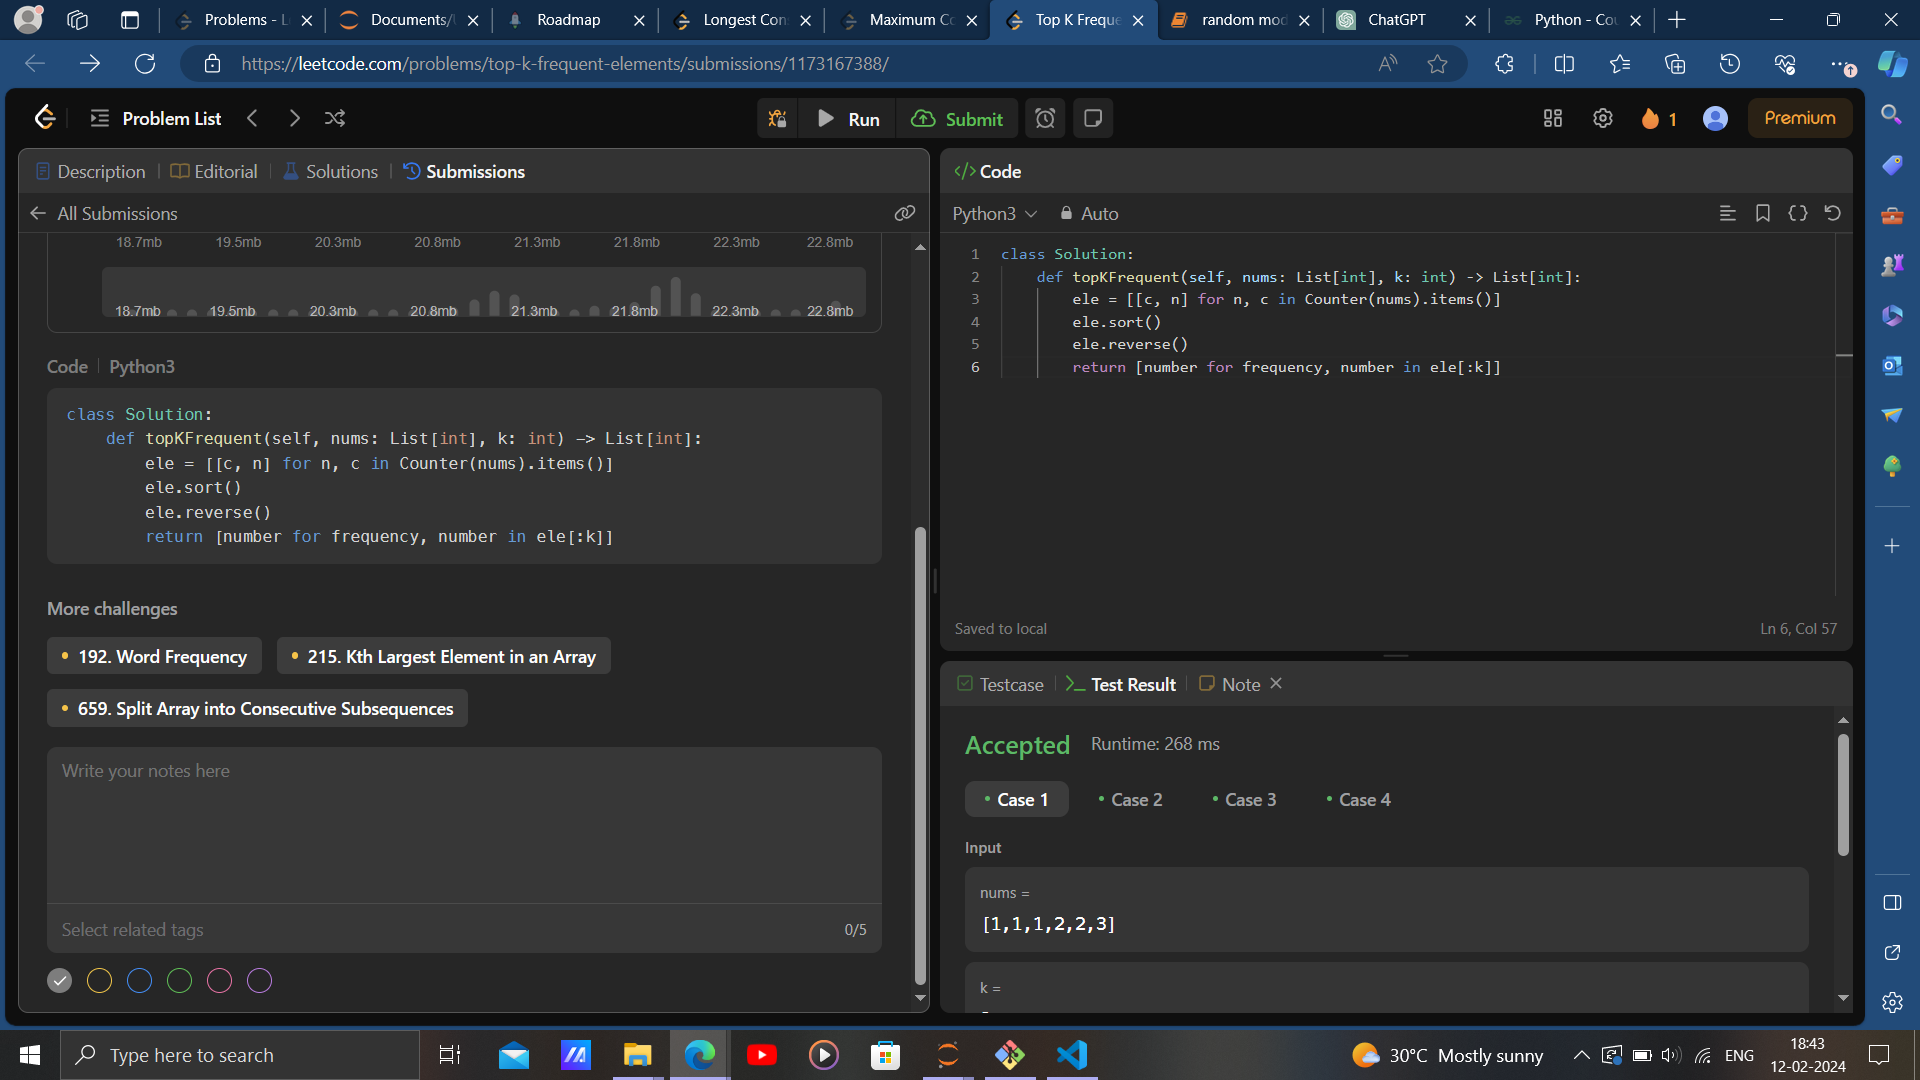 Problems - L
Documents/
Roadmap
Longest Con
Maximum Co
Top K Freque
random mod
ChatGPT
Python - Cou
https://leetcode.com/problems/top-k-frequent-elements/submissions/1173167388/
Problem List
Run
Submit
1
Premium
Description
Editorial
Solutions
Submissions
All Submissions
18.7mb 19.5mb 20.3mb 20.8mb 21.3mb 21.8mb 22.3mb 22.8mb
18.7mb 19.5mb 20.3mb 20.8mb 21.3mb 21.8mb 22.3mb 22.8mb
Code Python3
class Solution:
def topKFrequent(self, nums: List[int], k: int) -> List[int]:
ele = [[c, n] for n, c in Counter(nums).items()]
ele.sort()
ele.reverse()
return [number for frequency, number in ele[:k]]
More challenges
192. Word Frequency
215. Kth Largest Element in an Array
659. Split Array into Consecutive Subsequences
Write your notes here
Select related tags
0/5
</> Code
Python3
Auto
1 class Solution:
2 def topKFrequent(self, nums: List[int], k: int) -> List[int]:
3 ele = [[c, n] for n, c in Counter(nums).items()]
4 ele.sort()
5 ele.reverse()
6 return [number for frequency, number in ele[:k]]
Saved to local
Ln 6, Col 57
Testcase
Test Result
Note
Accepted
Runtime: 268 ms
Case 1
Case 2
Case 3
Case 4
Input
nums =
[1,1,1,2,2,3]
k =
Type here to search
30°C Mostly sunny
ENG
18:43
12-02-2024